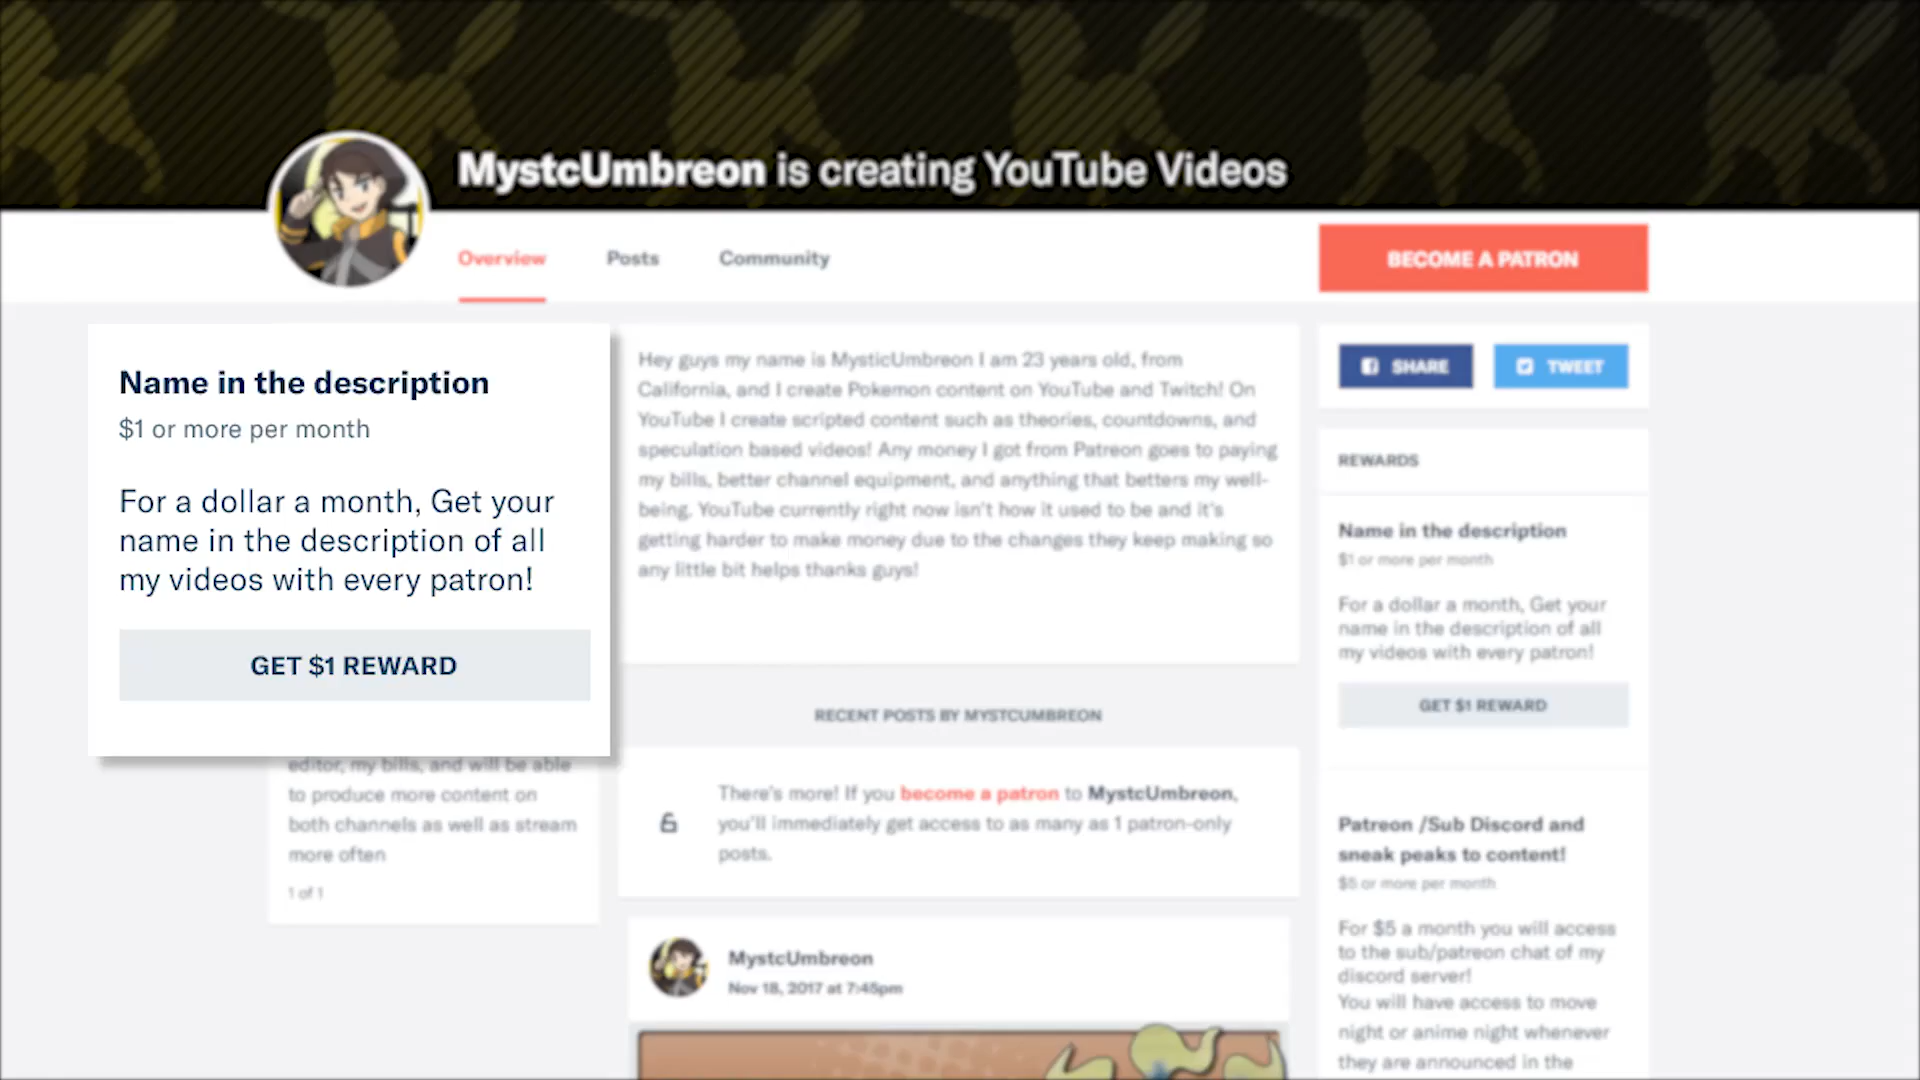 MystcUmbreon is creating YouTube Videos
Overview
Posts
Community
BECOME A PATRON
Name in the description
$1 or more per month
For a dollar a month, Get your
name in the description of all
my videos with every patron!
GET $1 REWARD
editor, my bills, and will be able
to produce more content on
both channels as well as stream
more often
1 of 1
Hey guys my name is MysticUmbreon I am 23 years old, from
California, and I create Pokemon content on YouTube and Twitch! On
YouTube I create scripted content such as theories, countdowns, and
speculation based videos! Any money I got from Patreon goes to paying
my bills, better channel equipment, and anything that betters my well-
being. YouTube currently right now isn't how it used to be and it's
getting harder to make money due to the changes they keep making so
any little bit helps thanks guys!
RECENT POSTS BY MYSTCUMBREON
There's more! If you become a patron to MystcUmbreon,
you'll immediately get access to as many as 1 patron-only
posts.
MystcUmbreon
Nov 18, 2017 at 7:45pm
SHARE
TWEET
REWARDS
Name in the description
$1 or more per month
For a dollar a month, Get your
name in the description of all
my videos with every patron!
GET $1 REWARD
Patreon /Sub Discord and
sneak peaks to content!
$5 or more per month
For $5 a month you will access
to the sub/patreon chat of my
discord server!
You will have access to move
night or anime night whenever
they are announced in the